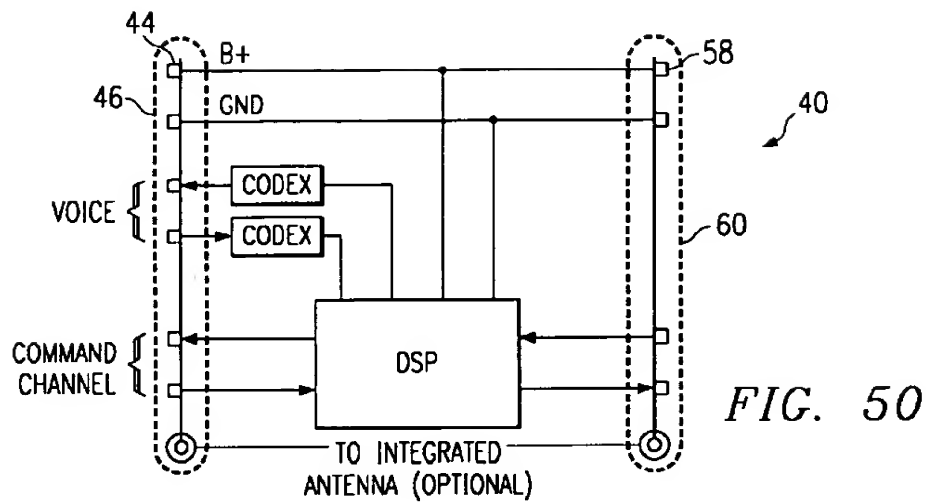 44
B+
58
46
GND
40
CODEX
VOICE
CODEX
60
COMMAND
CHANNEL
DSP
FIG. 50
TO INTEGRATED
ANTENNA (OPTIONAL)